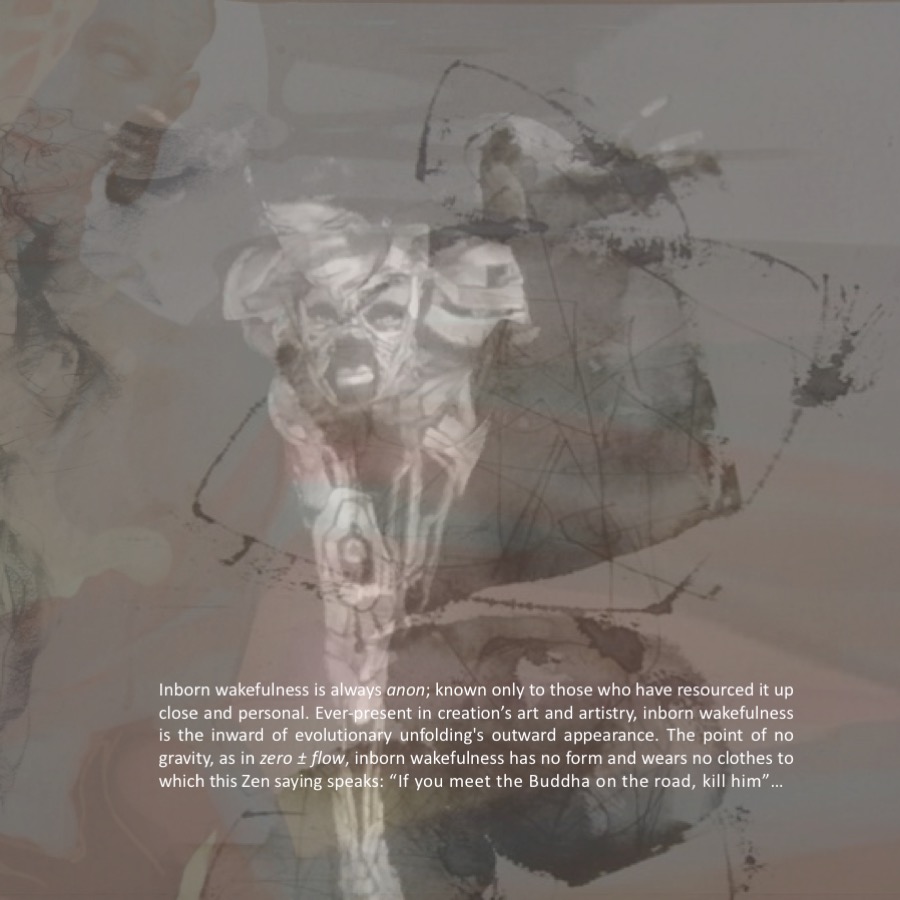 Inborn wakefulness is always anon; known only to those who have resourced it up
close and personal. Ever-present in creation’s art and artistry, inborn wakefulness
is the inward of evolutionary unfolding's outward appearance. The point of no
gravity, as in zero ± flow, inborn wakefulness has no form and wears no clothes to
which this Zen saying speaks: “If you meet the Buddha on the road, kill him”...